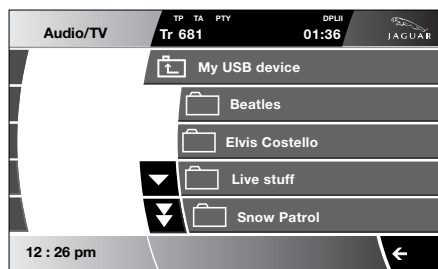 Audio/TV
TP TA PTY DPLII
Tr 681 01:36
JAGUAR
My USB device
Beatles
Elvis Costello
Live stuff
Snow Patrol
12 : 26 pm